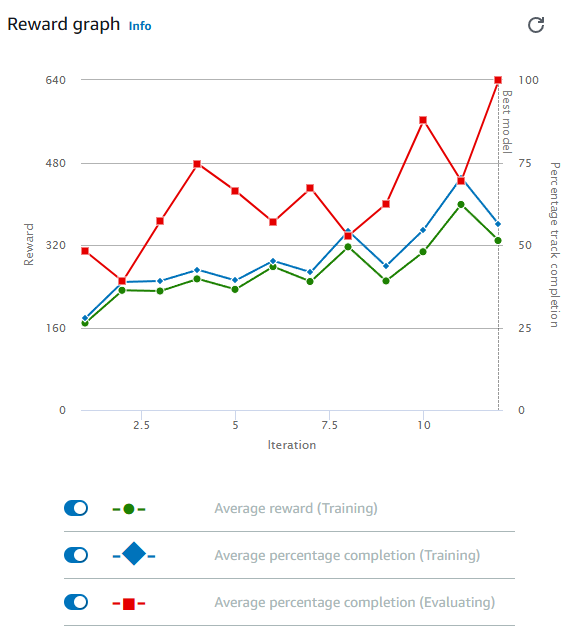 Reward graph Info
640
480
320
160
0
Reward
100
75
50
25
0
Percentage track completion
Best model
2.5 5 7.5 10
Iteration
Average reward (Training)
Average percentage completion (Training)
Average percentage completion (Evaluating)